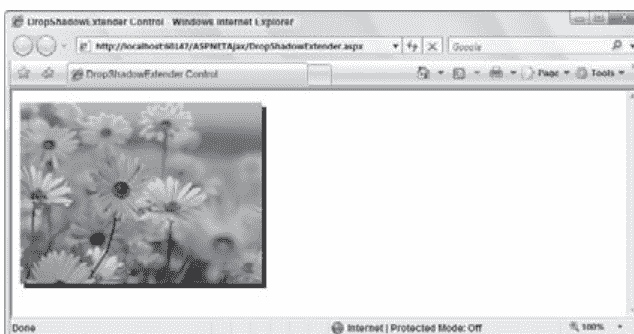 DropShadowExtender Control - Windows Internet Explorer
http://localhost:60147/ASPNETAjax/DropShadowExtender.aspx
Google
DropShadowExtender Control
Page
Tools
Done
Internet | Protected Mode: Off
100%